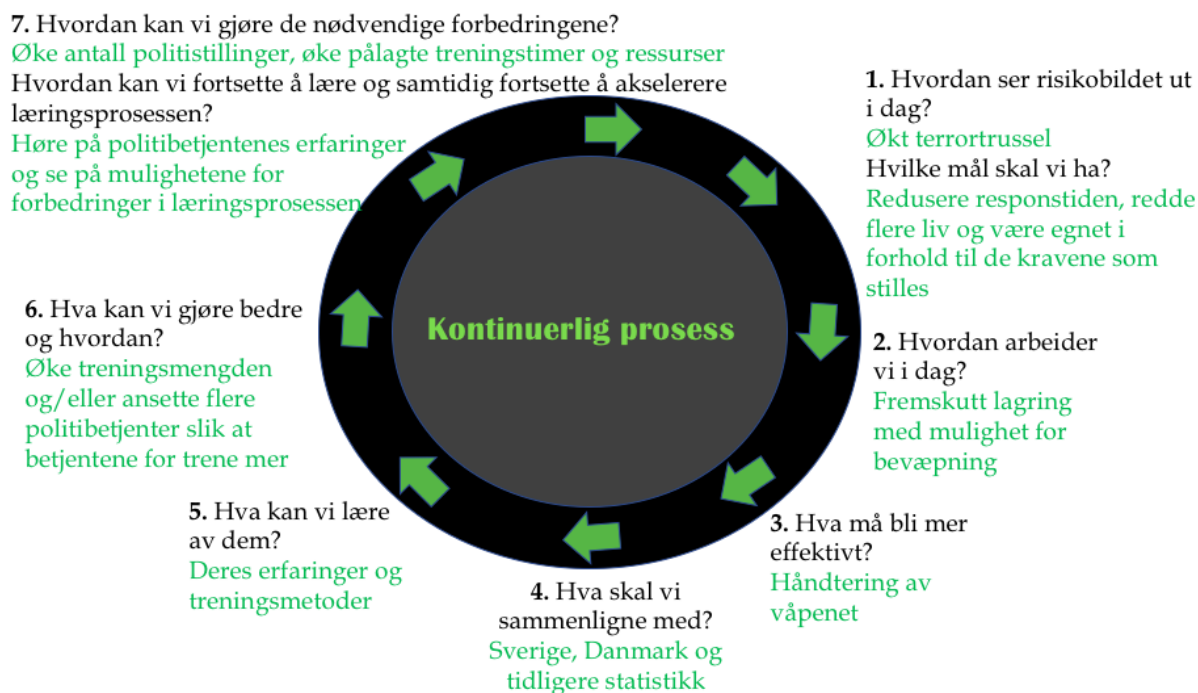 7. Hvordan kan vi gjøre de nødvendige forbedringene?
Øke antall politistillinger, øke pålagte treningstimer og ressurser
Hvordan kan vi fortsette å lære og samtidig fortsette å akselerere
læringsprosessen?
Høre på politibetjentenes erfaringer
og se på mulighetene for
forbedringer i læringsprosessen
1. Hvordan ser risikobildet ut
i dag?
Økt terrortrussel
Hvilke mål skal vi ha?
Redusere responstiden, redde
flere liv og være egnet i
forhold til de kravene som
stilles
2. Hvordan arbeider
vi i dag?
Fremskutt lagring
med mulighet for
bevæpning
3. Hva må bli mer
effektivt?
Håndtering av
våpenet
4. Hva skal vi
sammenligne med?
Sverige, Danmark og
tidligere statistikk
5. Hva kan vi lære
av dem?
Deres erfaringer og
treningsmetoder
6. Hva kan vi gjøre bedre
og hvordan?
Øke treningsmengden
og/eller ansette flere
politibetjenter slik at
betjentene for trene mer
Kontinuerlig prosess